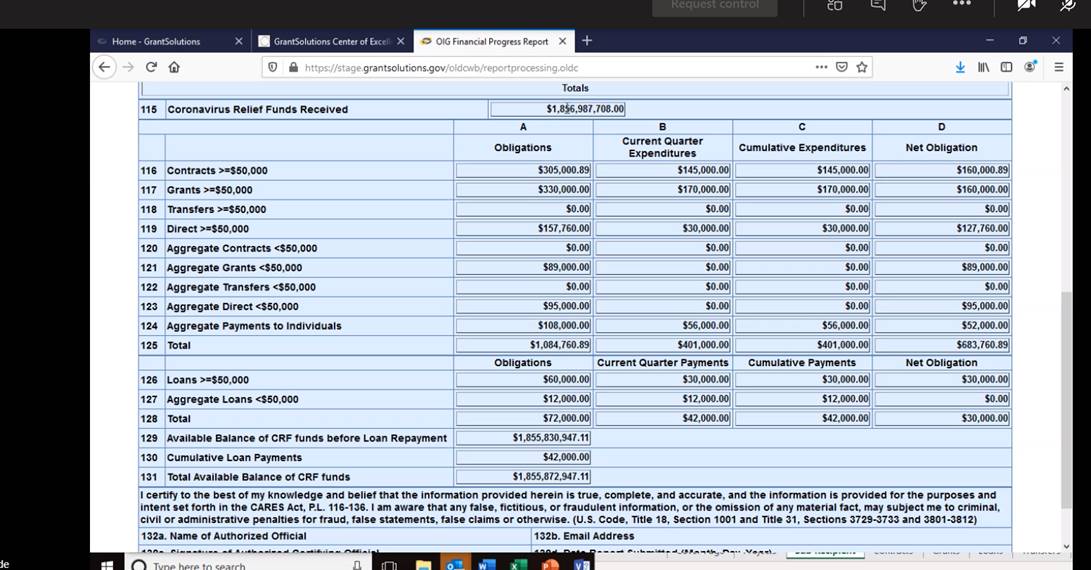 Request control
Home - GrantSolutions
GrantSolutions Center of Excell
OIG Financial Progress Report
https://stage.grantsolutions.gov/oldcwb/reportprocessing.oldc
Totals
115 Coronavirus Relief Funds Received $1,856,987,708.00
A B C D
Obligations Current Quarter Expenditures Cumulative Expenditures Net Obligation
116 Contracts >=$50,000 $305,000.89 $145,000.00 $145,000.00 $160,000.89
117 Grants >=$50,000 $330,000.00 $170,000.00 $170,000.00 $160,000.00
118 Transfers >=$50,000 $0.00 $0.00 $0.00 $0.00
119 Direct >=$50,000 $157,760.00 $30,000.00 $30,000.00 $127,760.00
120 Aggregate Contracts <$50,000 $0.00 $0.00 $0.00 $0.00
121 Aggregate Grants <$50,000 $89,000.00 $0.00 $0.00 $89,000.00
122 Aggregate Transfers <$50,000 $0.00 $0.00 $0.00 $0.00
123 Aggregate Direct <$50,000 $95,000.00 $0.00 $0.00 $95,000.00
124 Aggregate Payments to Individuals $108,000.00 $56,000.00 $56,000.00 $52,000.00
125 Total $1,084,760.89 $401,000.00 $401,000.00 $683,760.89
Obligations Current Quarter Payments Cumulative Payments Net Obligation
126 Loans >=$50,000 $60,000.00 $30,000.00 $30,000.00 $30,000.00
127 Aggregate Loans <$50,000 $12,000.00 $12,000.00 $12,000.00 $0.00
128 Total $72,000.00 $42,000.00 $42,000.00 $30,000.00
129 Available Balance of CRF funds before Loan Repayment $1,855,830,947.11
130 Cumulative Loan Payments $42,000.00
131 Total Available Balance of CRF funds $1,855,872,947.11
I certify to the best of my knowledge and belief that the information provided herein is true, complete, and accurate, and the information is provided for the purposes and
intent set forth in the CARES Act, P.L. 116-136. I am aware that any false, fictitious, or fraudulent information, or the omission of any material fact, may subject me to criminal,
civil or administrative penalties for fraud, false statements, false claims or otherwise. (U.S. Code, Title 18, Section 1001 and Title 31, Sections 3729-3733 and 3801-3812)
132a. Name of Authorized Official 132b. Email Address
Type here to search